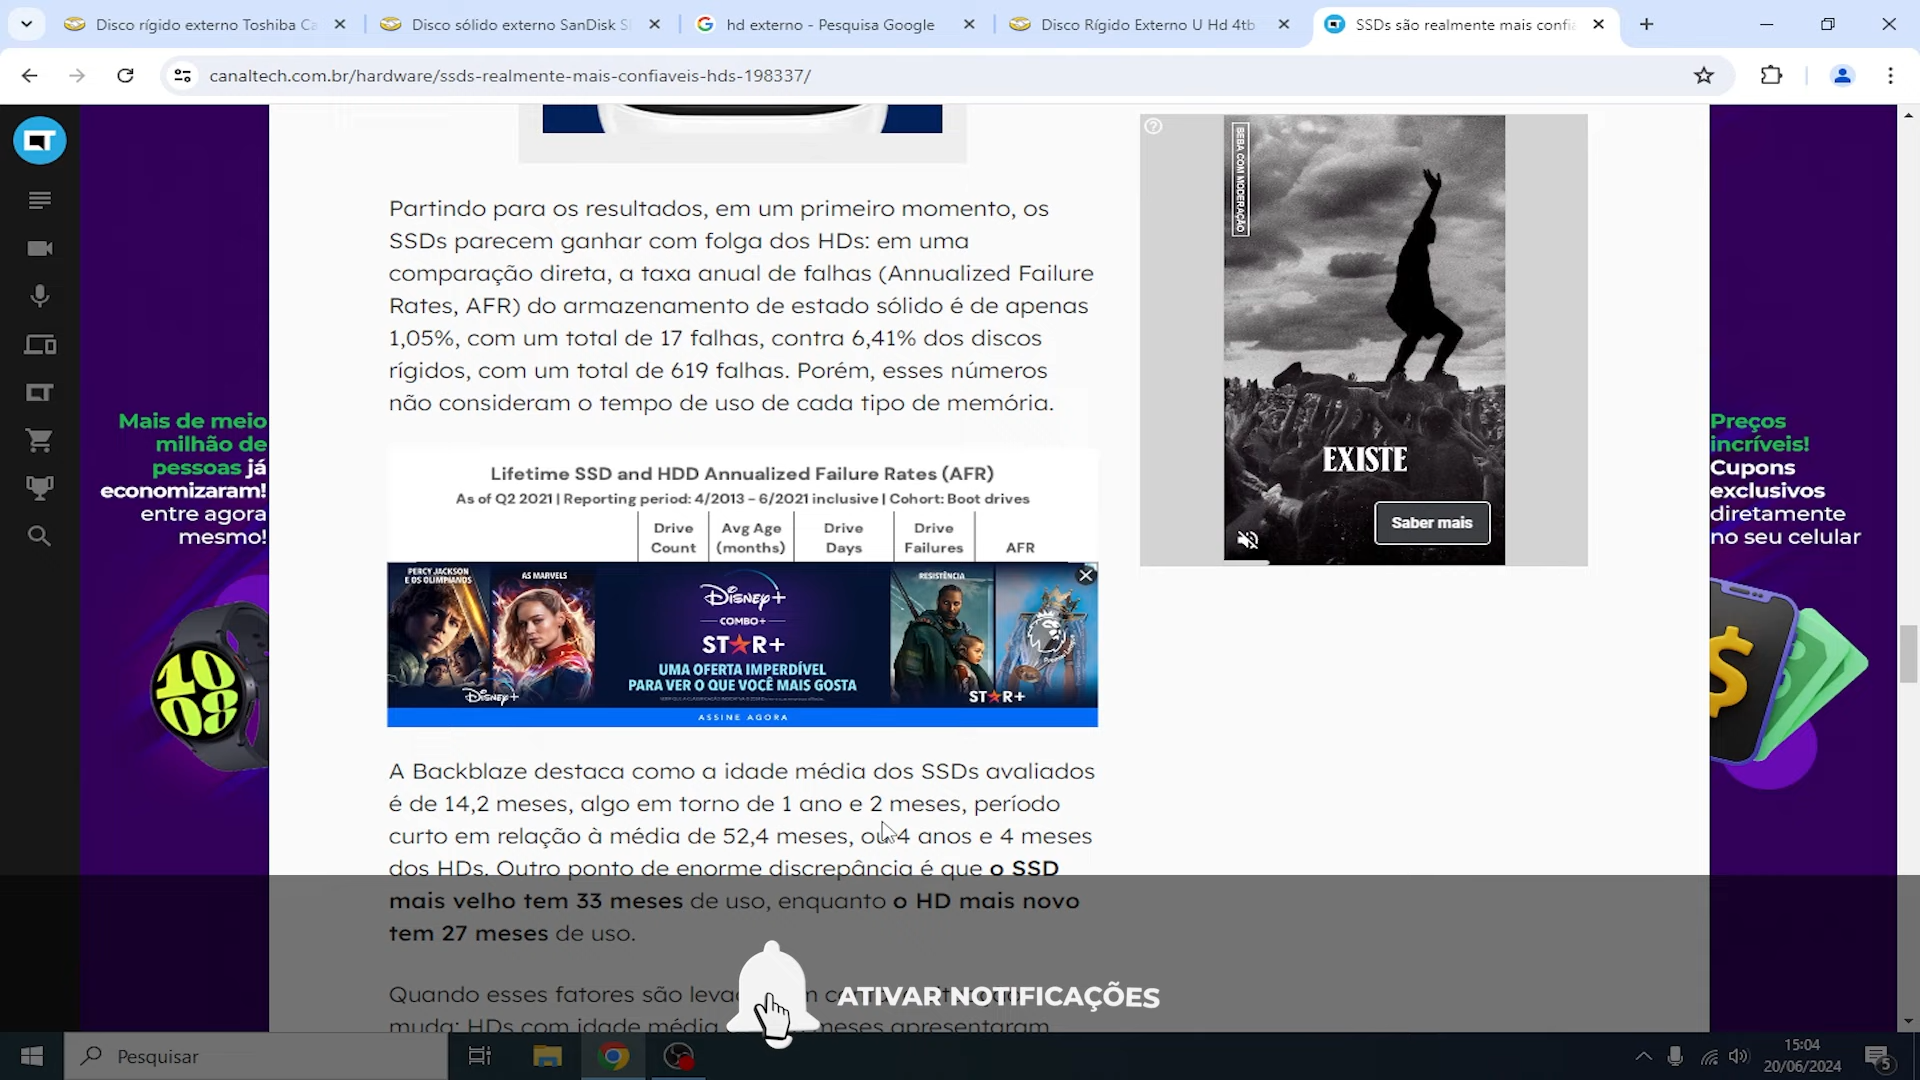 Disco rígido externo Toshiba Ca
Disco sólido externo SanDisk S
hd externo - Pesquisa Google
Disco Rígido Externo U Hd 4tb
SSDs são realmente mais confia
canaltech.com.br/hardware/ssds-realmente-mais-confiaveis-hds-198337/
Mais de meio
milhão de
pessoas já
economizaram!
entre agora
mesmo!
Partindo para os resultados, em um primeiro momento, os
SSDs parecem ganhar com folga dos HDs: em uma
comparação direta, a taxa anual de falhas (Annualized Failure
Rates, AFR) do armazenamento de estado sólido é de apenas
1,05%, com um total de 17 falhas, contra 6,41% dos discos
rígidos, com um total de 619 falhas. Porém, esses números
não consideram o tempo de uso de cada tipo de memória.
Lifetime SSD and HDD Annualized Failure Rates (AFR)
As of Q2 2021 | Reporting period: 4/2013 - 6/2021 inclusive | Cohort: Boot drives
Drive Count Avg Age (months) Drive Days Drive Failures AFR
PERCY JACKSON
E OS OLIMPIANOS
AS MARVELS
Disney+
Disney+
COMBO+
STAR+
UMA OFERTA IMPERDÍVEL
PARA VER O QUE VOCÊ MAIS GOSTA
RESISTÊNCIA
Premier League
STAR+
ASSINE AGORA
A Backblaze destaca como a idade média dos SSDs avaliados
é de 14,2 meses, algo em torno de 1 ano e 2 meses, período
curto em relação à média de 52,4 meses, ou 4 anos e 4 meses
dos HDs. Outro ponto de enorme discrepância é que o SSD
mais velho tem 33 meses de uso, enquanto o HD mais novo
tem 27 meses de uso.
Quando esses fatores são
muda: HDs com idade média meses apresentaram
BEBA COM MODERAÇÃO
EXISTE
Saber mais
Preços
incríveis!
Cupons
exclusivos
diretamente
no seu celular
10
08
$
ATIVAR NOTIFICAÇÕES
Pesquisar
15:04
20/06/2024
5